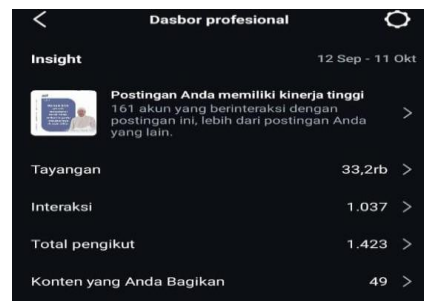 Dasbor profesional
Insight 12 Sep - 11 Okt
Postingan Anda memiliki kinerja tinggi
161 akun yang berinteraksi dengan
postingan ini, lebih dari postingan Anda
yang lain.
Tayangan 33,2rb
Interaksi 1.037
Total pengikut 1.423
Konten yang Anda Bagikan 49